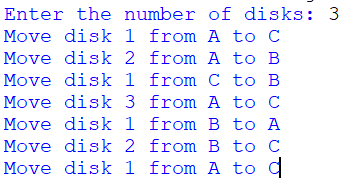 Enter the number of disks: 3
Move disk 1 from A to C
Move disk 2 from A to B
Move disk 1 from C to B
Move disk 3 from A to C
Move disk 1 from B to A
Move disk 2 from B to C
Move disk 1 from A to C